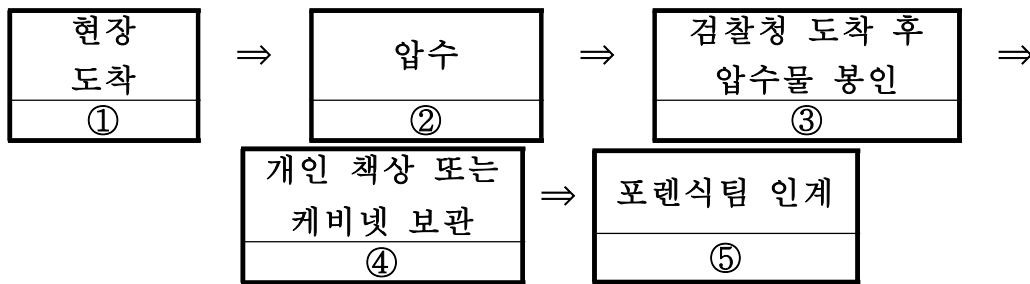 현장
도착
①
⇒
압수
②
⇒
검찰청 도착 후
압수물 봉인
③
⇒
개인 책상 또는
케비넷 보관
④
⇒
포렌식팀 인계
⑤